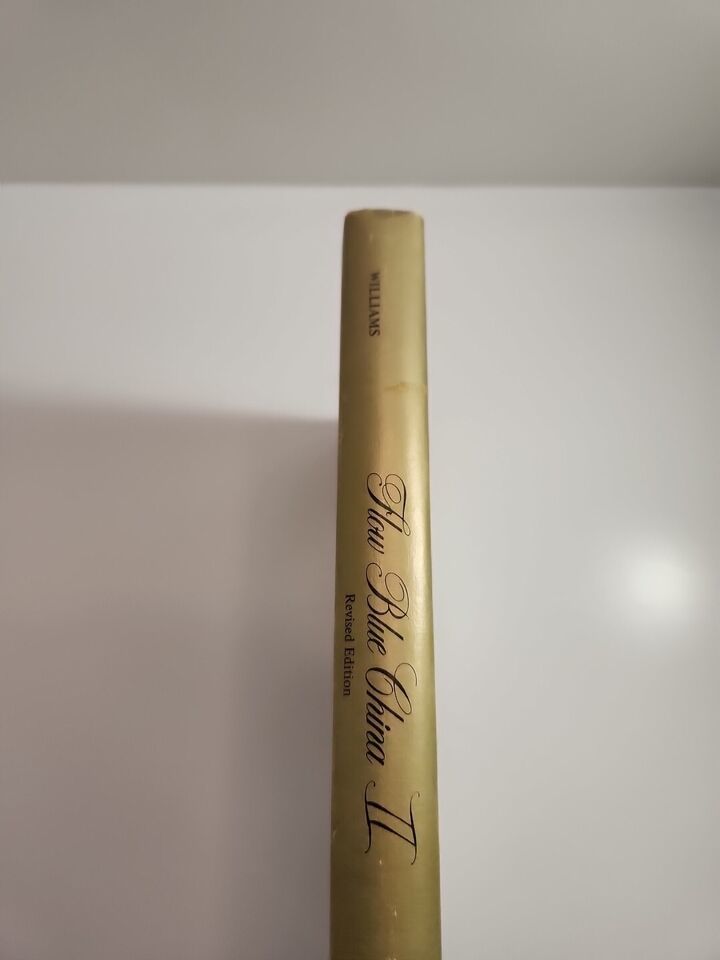 WILLIAMS
Flow Blue China II
Revised Edition